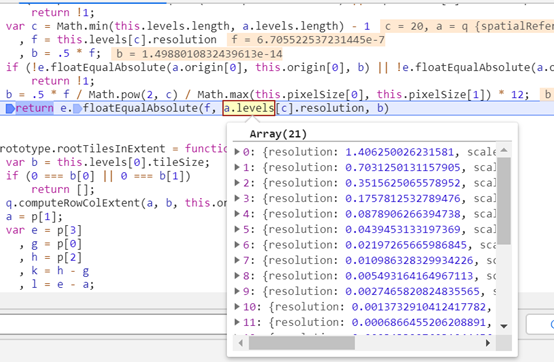 return !1;
var c = Math.min(this.levels.length, a.levels.length) - 1 c = 20, a = q {spatialRefer
, f = this.levels[c].resolution f = 6.705522537231445e-7
, b = .5 * f; b = 1.4988010832439613e-14
if (!e.floatEqualAbsolute(a.origin[0], this.origin[0], b) || !e.floatEqualAbsolute(a.o
return !1;
b = .5 * f / Math.pow(2, c) / Math.max(this.pixelSize[0], this.pixelSize[1]) * 12; b
return e.floatEqualAbsolute(f, a.levels[c].resolution, b)
rototype.rootTilesInExtent = function
var b = this.levels[0].tileSize;
if (0 === b[0] || 0 === b[1])
return [];
q.computeRowColExtent(a, b, this.or
a = p[1];
var e = p[3]
, g = p[0]
, h = p[2]
, k = h - g
, l = e - a;
Array(21)
0: {resolution: 1.406250026231581, scale
1: {resolution: 0.7031250131157905, scal
2: {resolution: 0.3515625065578952, scal
3: {resolution: 0.1757812532789476, scal
4: {resolution: 0.0878906266394738, scal
5: {resolution: 0.0439453133197369, scal
6: {resolution: 0.02197265665986845, sca
7: {resolution: 0.010986328329934226, sc
8: {resolution: 0.005493164164967113, sc
9: {resolution: 0.0027465820824835565, s
10: {resolution: 0.0013732910412417782,
11: {resolution: 0.0006866455206208891,